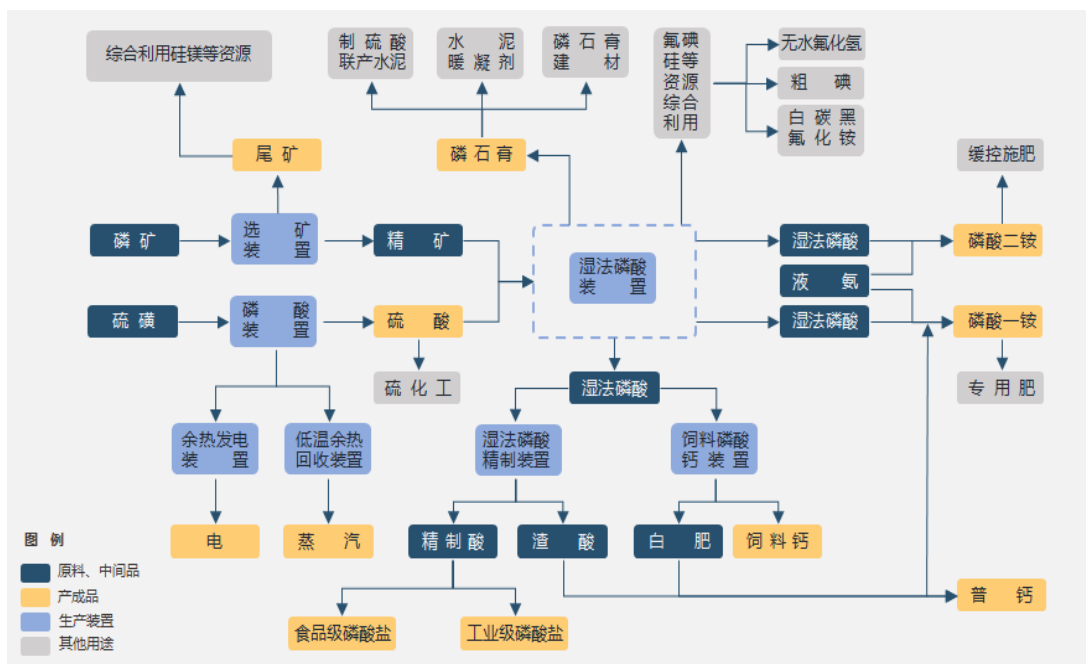 综合利用硅镁等资源
制硫酸
联产水泥
水泥
暖凝剂
磷石膏
建材
氟碘
硅等
资源
综合
利用
无水氟化氢
粗碘
白碳黑
氟化铵
尾矿
磷石膏
缓控施肥
磷矿
选矿
装置
精矿
湿法磷酸
装置
湿法磷酸
磷酸二铵
液氨
硫磺
磷酸
装置
硫酸
湿法磷酸
磷酸一铵
硫化工
湿法磷酸
专用肥
余热发电
装置
低温余热
回收装置
湿法磷酸
精制装置
饲料磷酸
钙装置
电
蒸汽
精制酸
渣酸
白肥
饲料钙
普钙
食品级磷酸盐
工业级磷酸盐
图例
原料、中间品
产成品
生产装置
其他用途